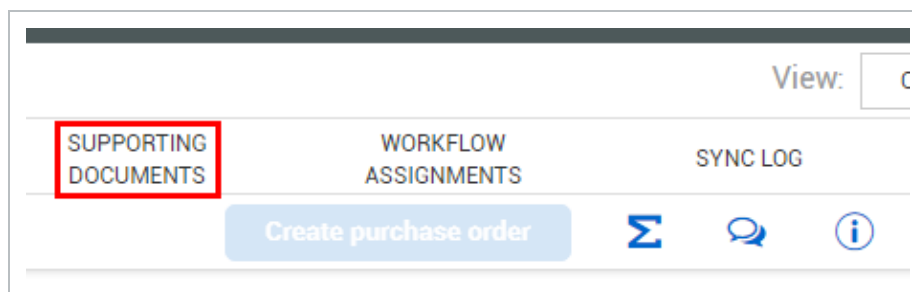 View:
SUPPORTING
DOCUMENTS
WORKFLOW
ASSIGNMENTS
SYNC LOG
Create purchase order